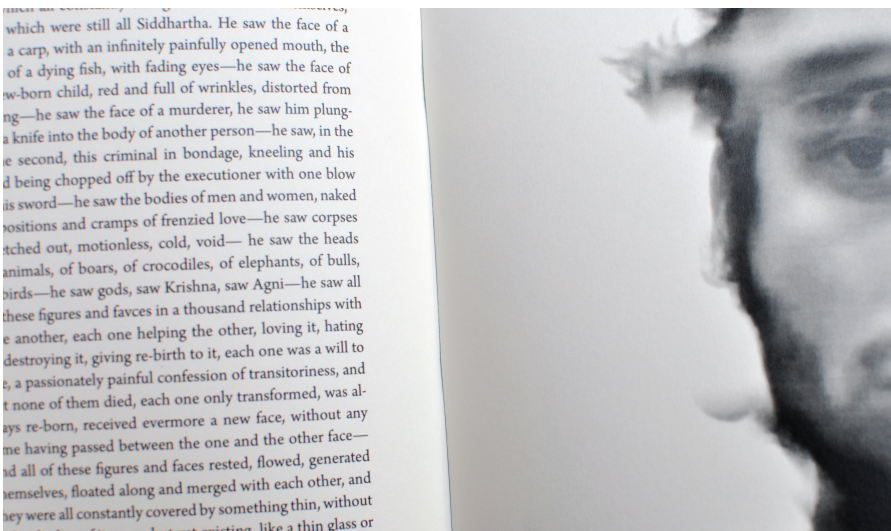 which were still all Siddhartha. He saw the face of a
a carp, with an infinitely painfully opened mouth, the
of a dying fish, with fading eyes—he saw the face of
ew-born child, red and full of wrinkles, distorted from
ng—he saw the face of a murderer, he saw him plung-
a knife into the body of another person—he saw, in the
e second, this criminal in bondage, kneeling and his
d being chopped off by the executioner with one blow
is sword—he saw the bodies of men and women, naked
positions and cramps of frenzied love—he saw corpses
etched out, motionless, cold, void— he saw the heads
animals, of boars, of crocodiles, of elephants, of bulls,
birds—he saw gods, saw Krishna, saw Agni—he saw all
these figures and favces in a thousand relationships with
e another, each one helping the other, loving it, hating
destroying it, giving re-birth to it, each one was a will to
e, a passionately painful confession of transitoriness, and
t none of them died, each one only transformed, was al-
ays re-born, received evermore a new face, without any
me having passed between the one and the other face—
nd all of these figures and faces rested, flowed, generated
hemselves, floated along and merged with each other, and
hey were all constantly covered by something thin, without
existing, like a thin glass or